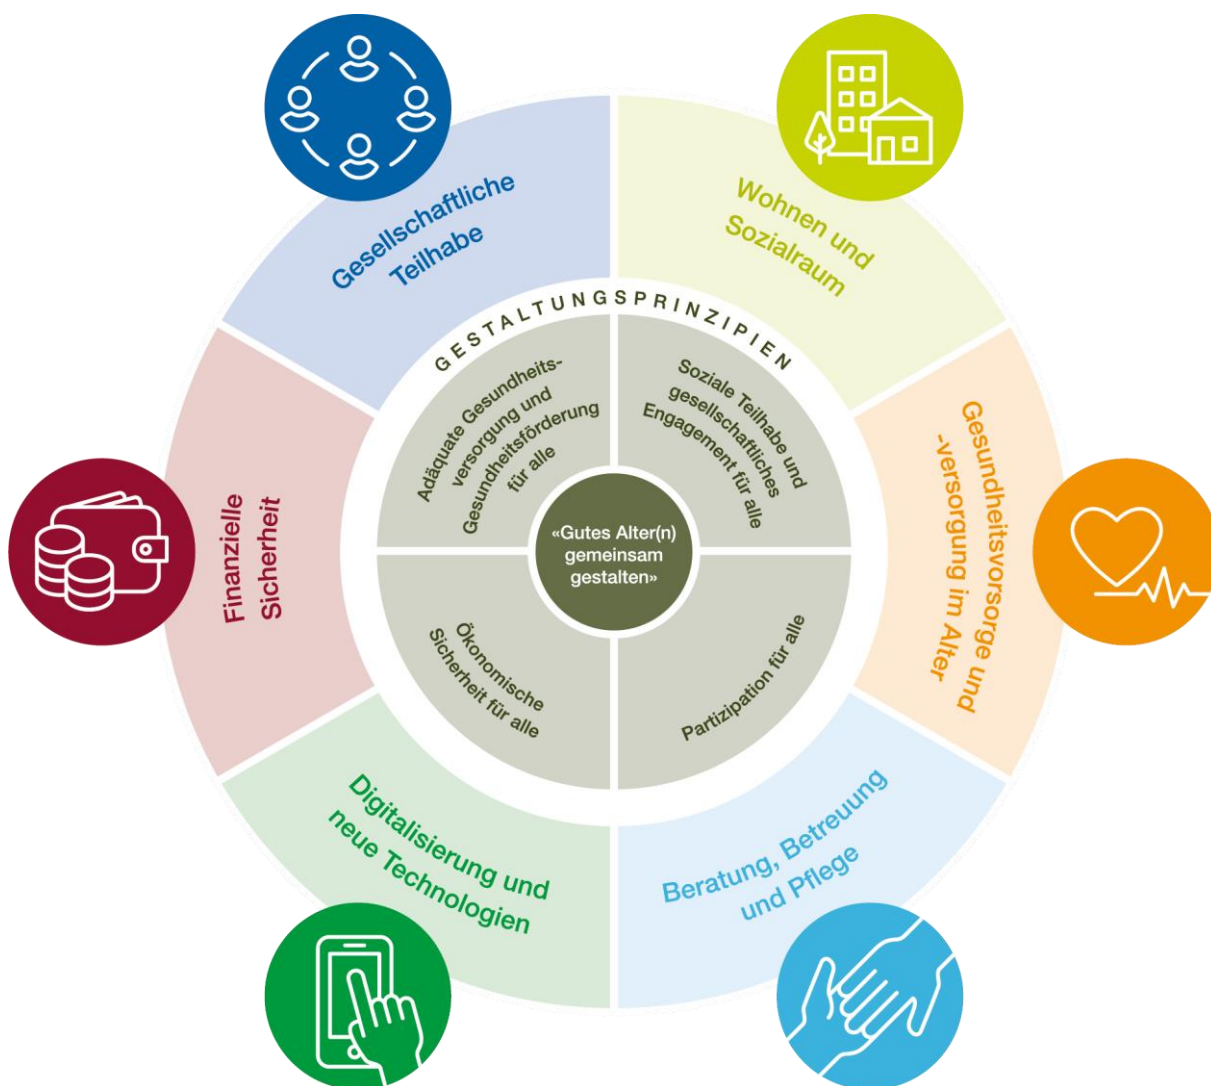 Gesellschaftliche
Teilhabe
Wohnen und
Sozialraum
Gesundheitsvorsorge und
-versorgung im Alter
Beratung, Betreuung
und Pflege
Digitalisierung und
neue Technologien
Finanzielle
Sicherheit
GESTALTUNGSPRINZIPIEN
Adäquate Gesundheits-
versorgung und
Gesundheitsförderung
für alle
Soziale Teilhabe und
gesellschaftliches
Engagement für alle
Partizipation für alle
Ökonomische
Sicherheit für alle
«Gutes Alter(n)
gemeinsam
gestalten»